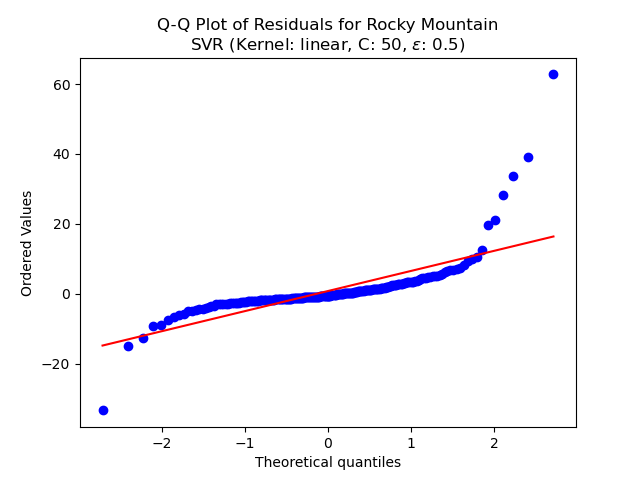 Q-Q Plot of Residuals for Rocky Mountain
SVR (Kernel: linear, C: 50, ε: 0.5)
60
40
20
0
−20
Ordered Values
−2
−1
0
1
2
Theoretical quantiles